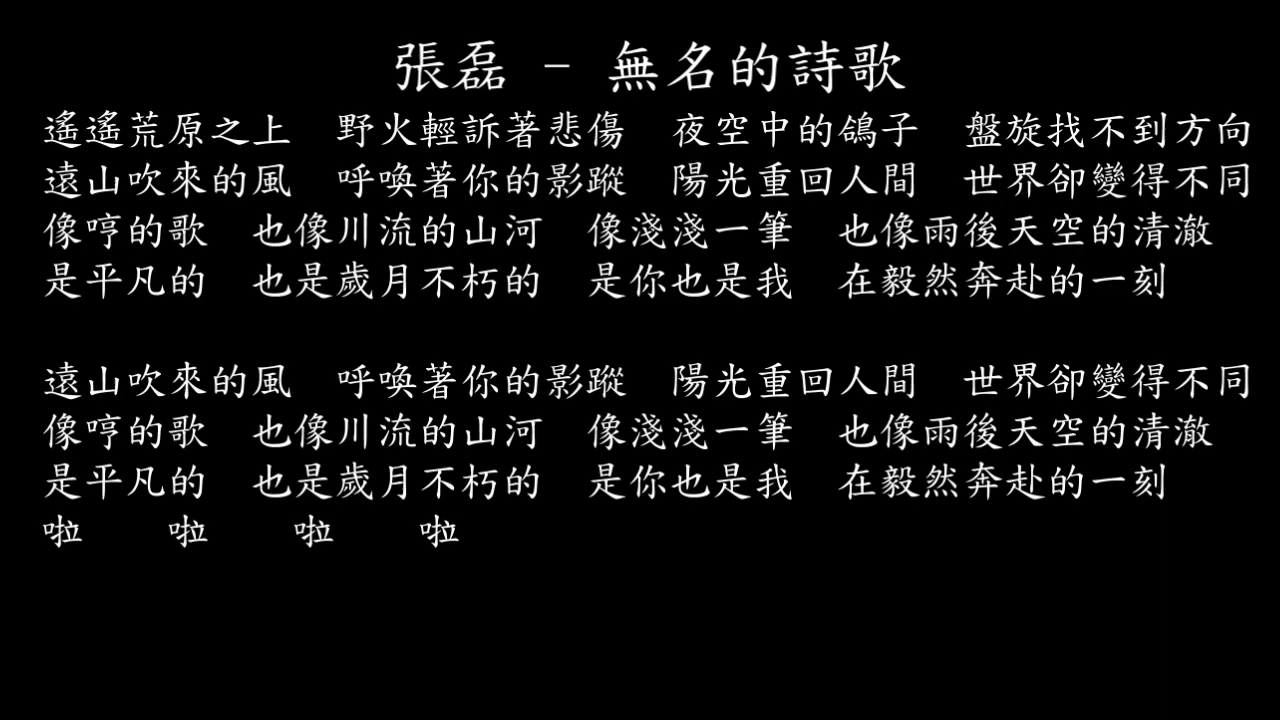 張磊 - 無名的詩歌
遙遙荒原之上 野火輕訴著悲傷 夜空中的鴿子 盤旋找不到方向
遠山吹來的風 呼喚著你的影蹤 陽光重回人間 世界卻變得不同
像哼的歌 也像川流的山河 像淺淺一筆 也像雨後天空的清澈
是平凡的 也是歲月不朽的 是你也是我 在毅然奔赴的一刻
遠山吹來的風 呼喚著你的影蹤 陽光重回人間 世界卻變得不同
像哼的歌 也像川流的山河 像淺淺一筆 也像雨後天空的清澈
是平凡的 也是歲月不朽的 是你也是我 在毅然奔赴的一刻
啦 啦 啦 啦